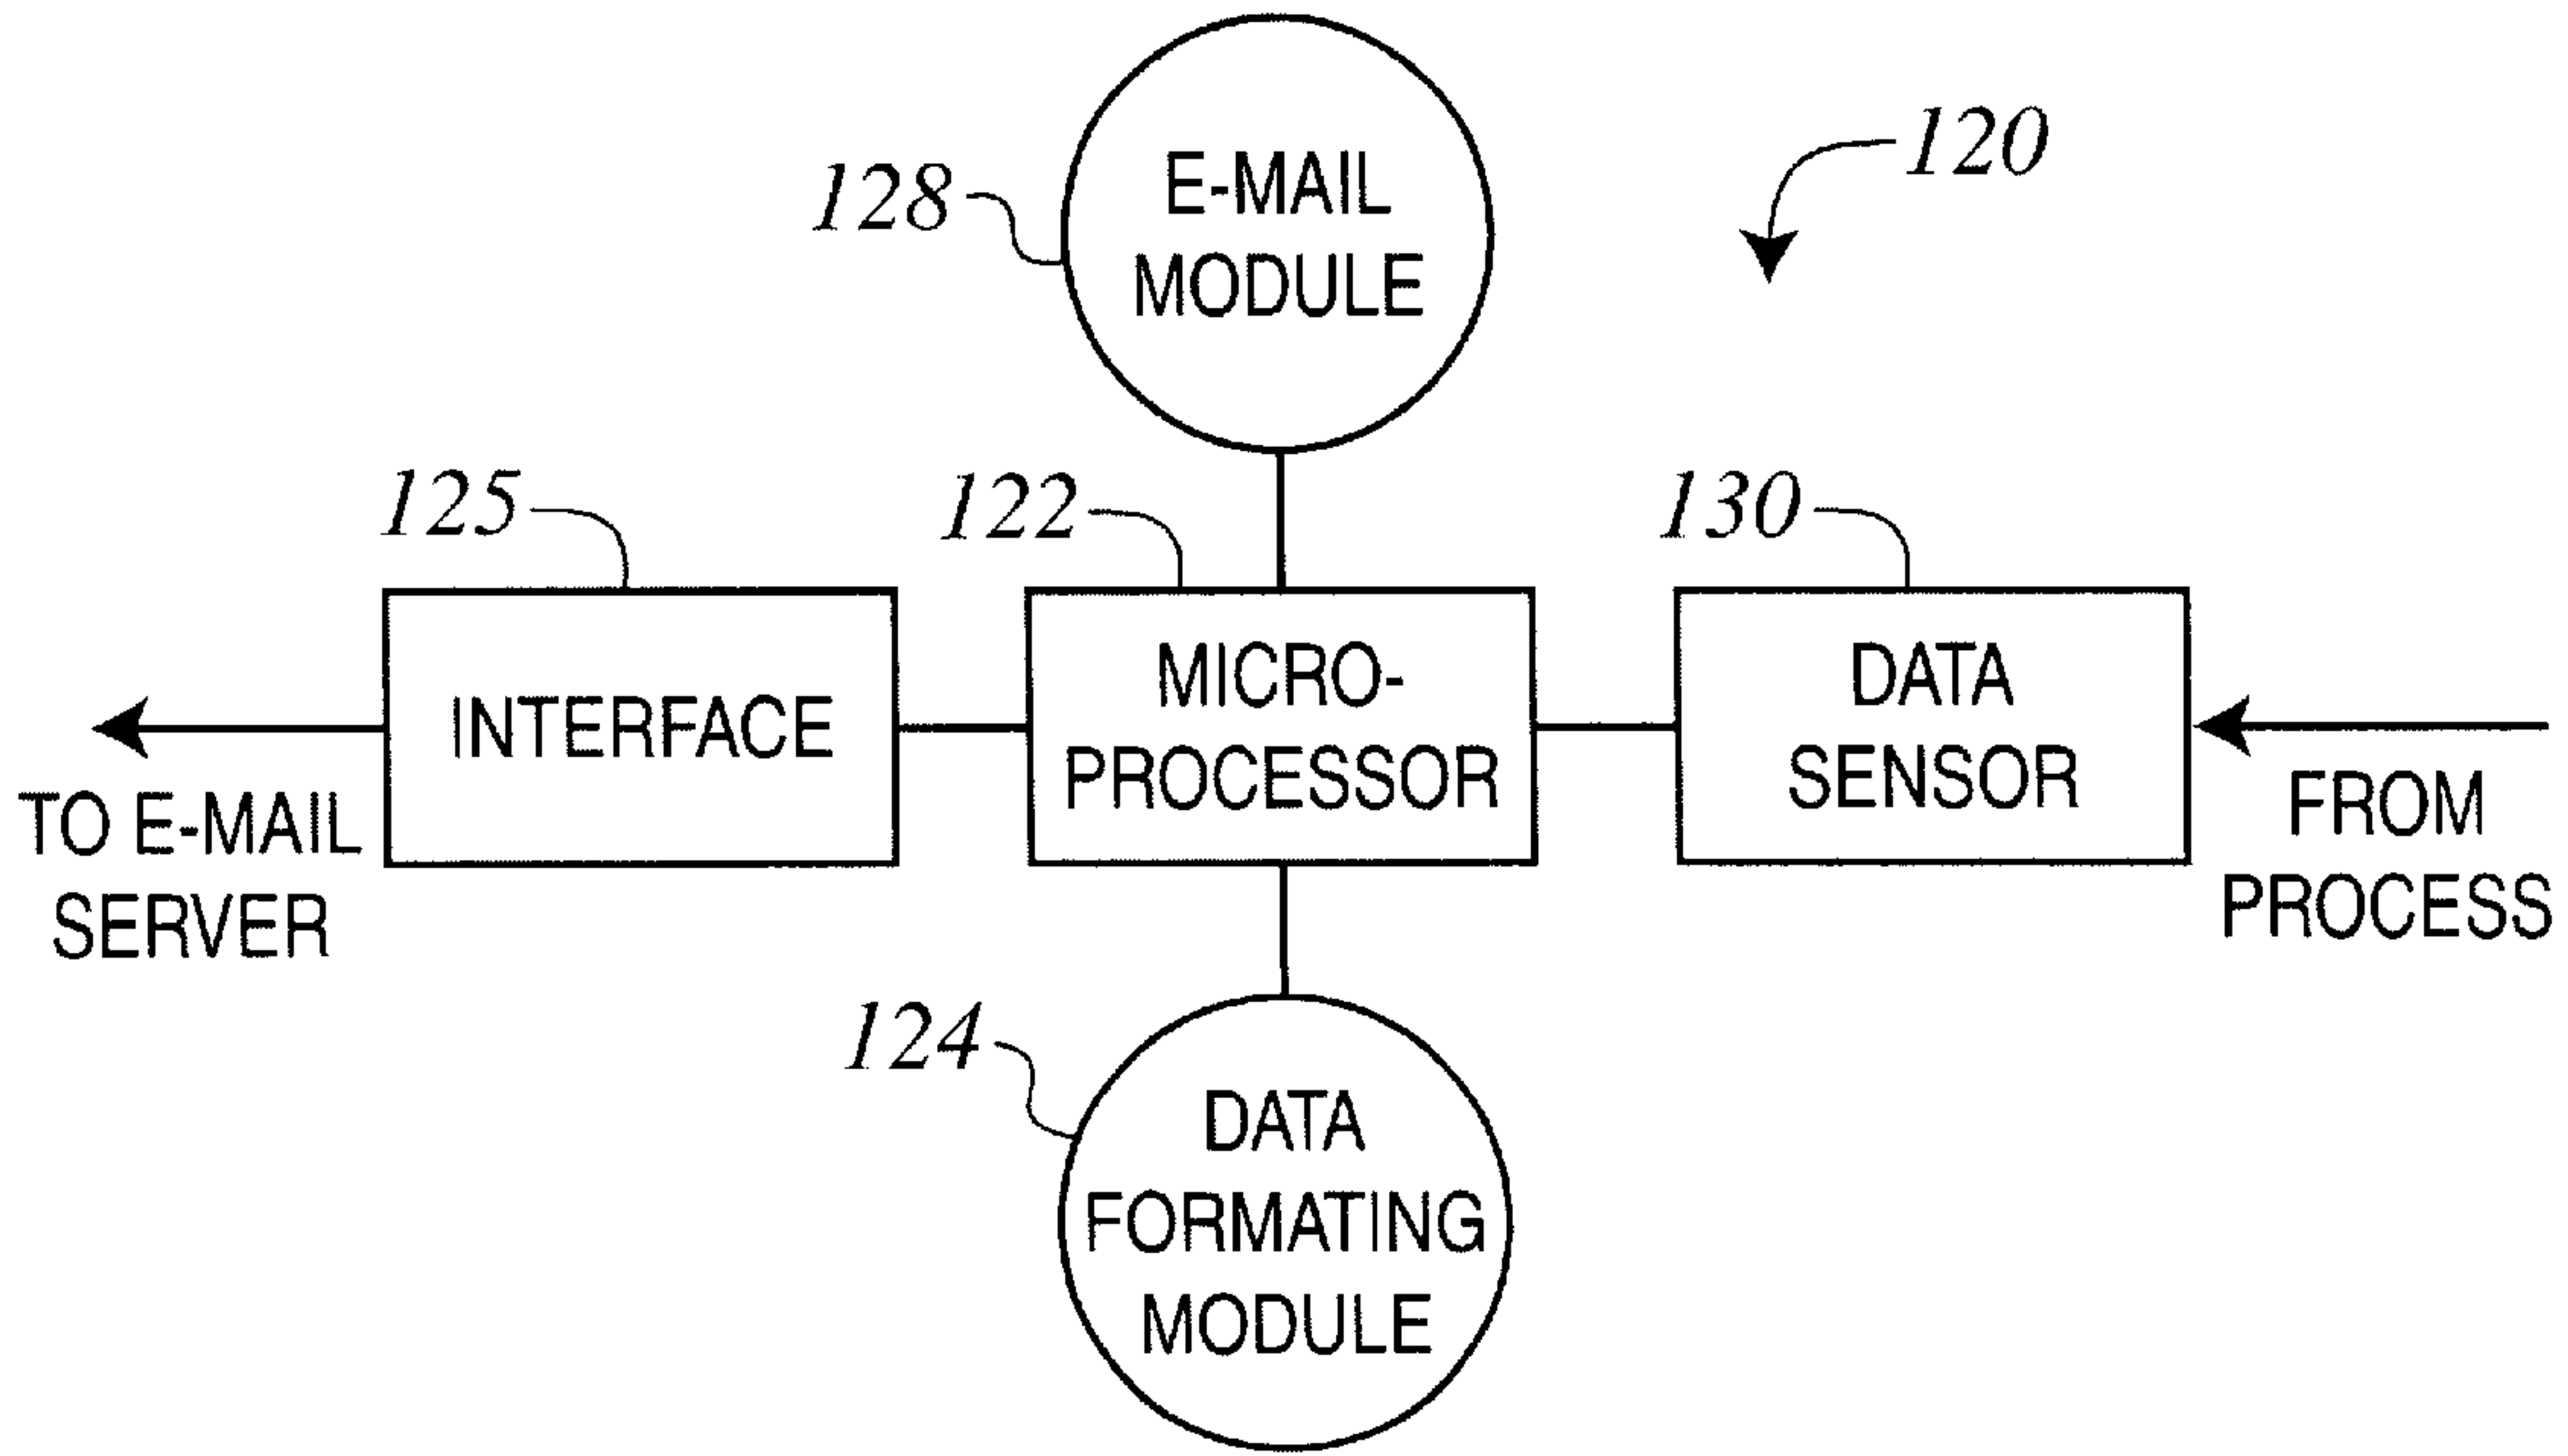 E-MAIL
MODULE
128
120
125
122
130
INTERFACE
MICRO-
PROCESSOR
DATA
SENSOR
TO E-MAIL
SERVER
FROM
PROCESS
124
DATA
FORMATING
MODULE